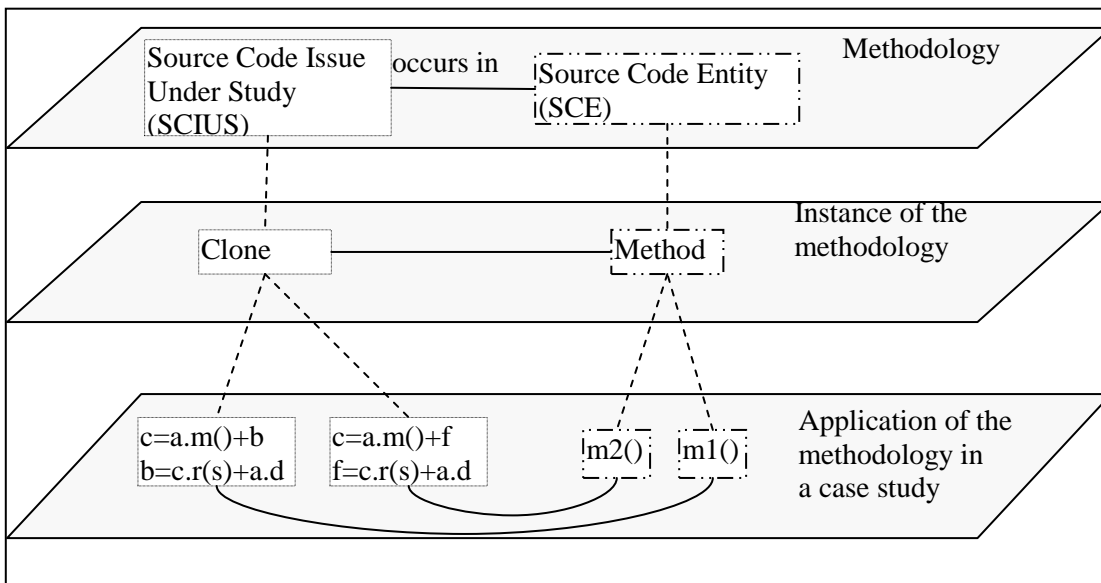 Source Code Issue
Under Study
(SCIUS)
occurs in
Source Code Entity
(SCE)
Methodology
Clone
Method
Instance of the
methodology
c=a.m()+b
b=c.r(s)+a.d
c=a.m()+f
f=c.r(s)+a.d
m2()
m1()
Application of the
methodology in
a case study